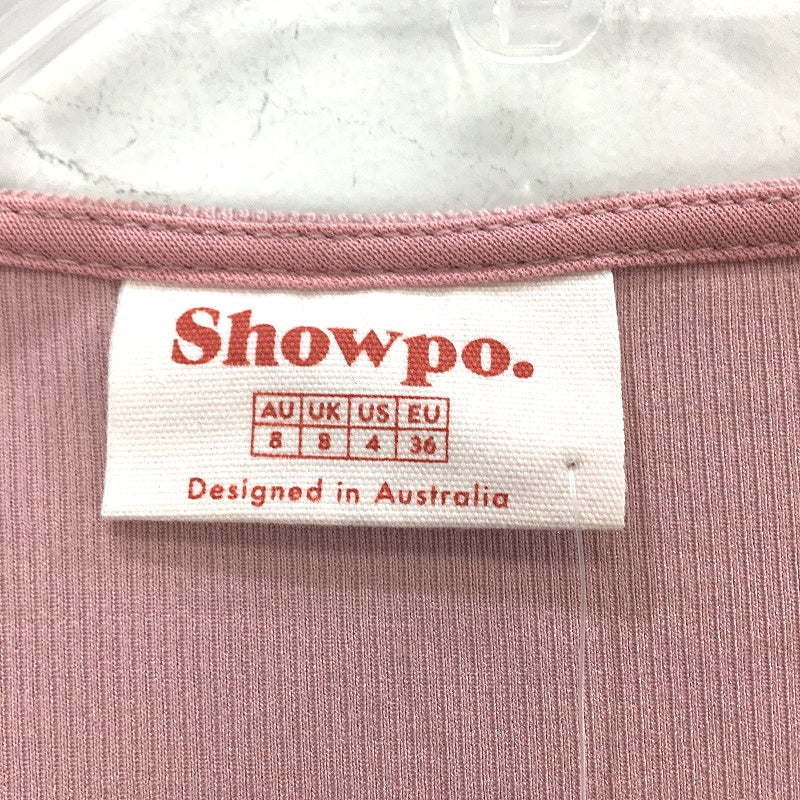 Showpo.
AU UK US EU
8 8 4 36
Designed in Australia